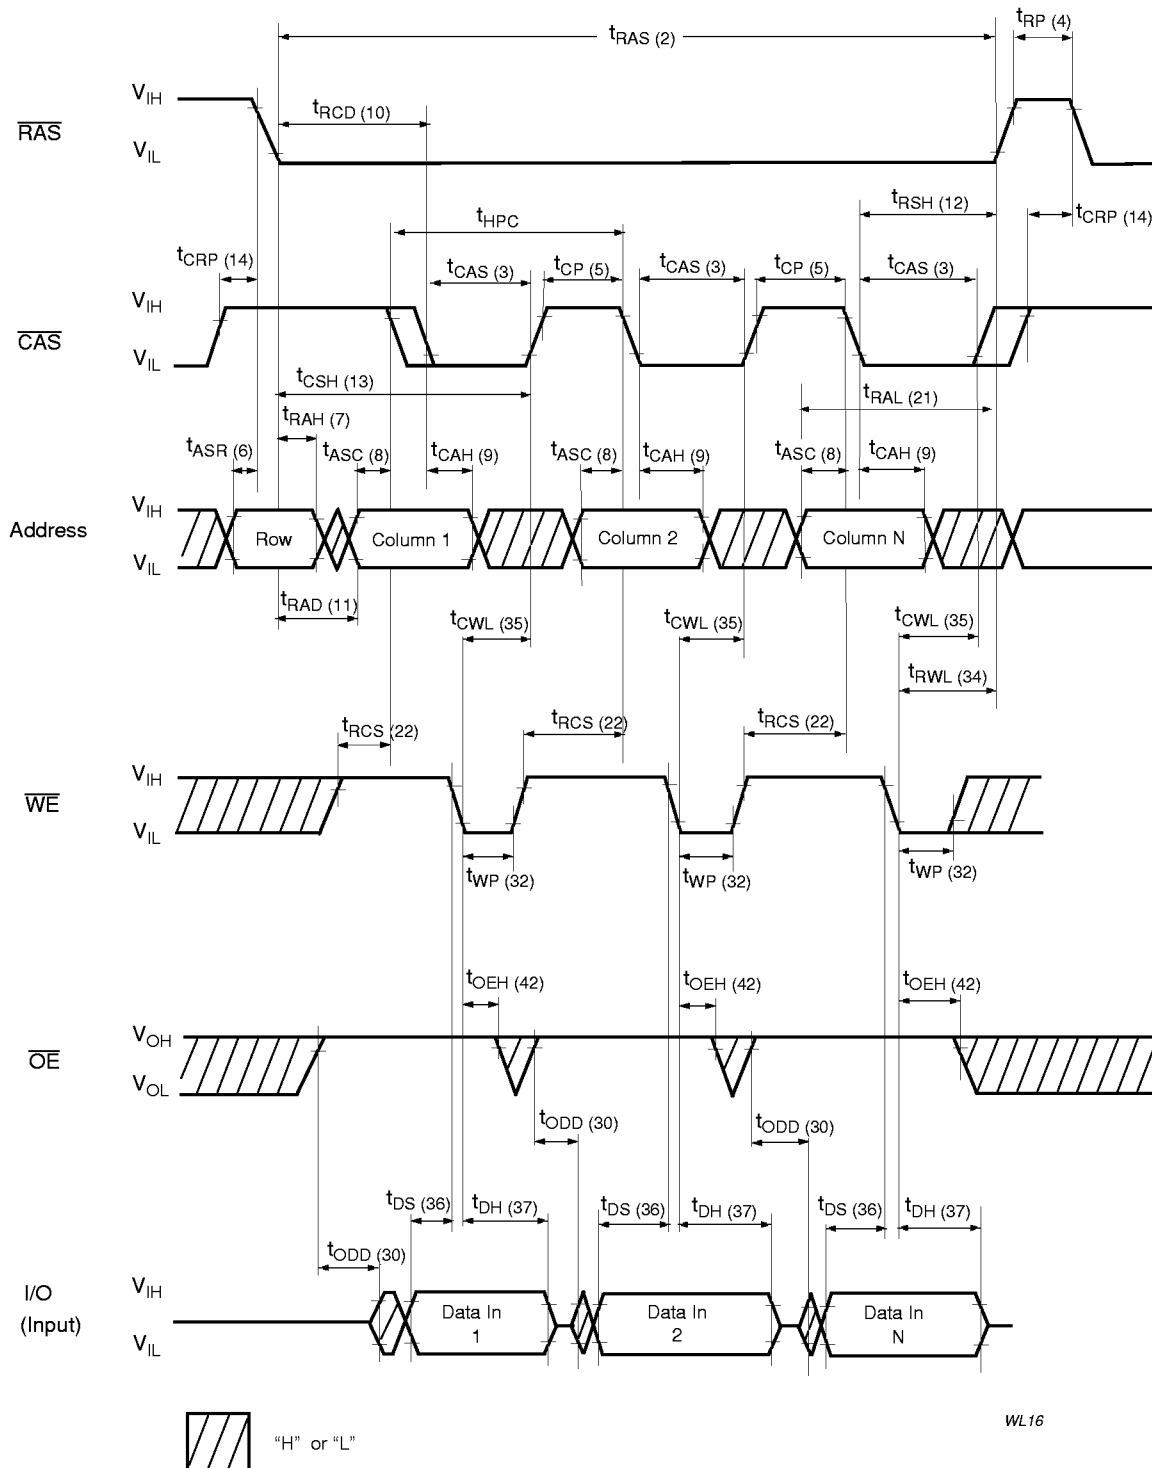 tRAS (2)
tRP (4)
VIH
RAS
VIL
tRCD (10)
tRSH (12)
tCRP (14)
tHPC
tCRP (14)
tCAS (3)
tCP (5)
tCAS (3)
tCP (5)
tCAS (3)
VIH
CAS
VIL
tCSH (13)
tRAL (21)
tRAH (7)
tASR (6)
tASC (8)
tCAH (9)
tASC (8)
tCAH (9)
tASC (8)
tCAH (9)
VIH
Address
VIL
Row
Column 1
Column 2
Column N
tRAD (11)
tCWL (35)
tCWL (35)
tCWL (35)
tRWL (34)
tRCS (22)
tRCS (22)
tRCS (22)
VIH
WE
VIL
tWP (32)
tWP (32)
tWP (32)
tOEH (42)
tOEH (42)
tOEH (42)
VOH
OE
VOL
tODD (30)
tODD (30)
tDS (36)
tDH (37)
tDS (36)
tDH (37)
tDS (36)
tDH (37)
tODD (30)
VIH
I/O
(Input)
VIL
Data In
1
Data In
2
Data In
N
WL16
“H” or “L”